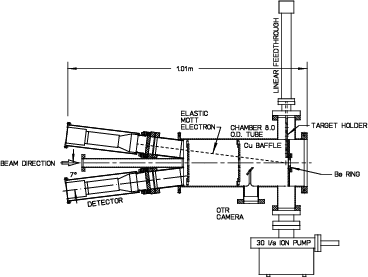 LINEAR FEEDTHROUGH
1.01m
ELASTIC
MOTT
ELECTRON
CHAMBER 8.0
O.D. TUBE
TARGET HOLDER
Cu BAFFLE
BEAM DIRECTION
7°
Be RING
DETECTOR
OTR
CAMERA
30 l/s ION PUMP